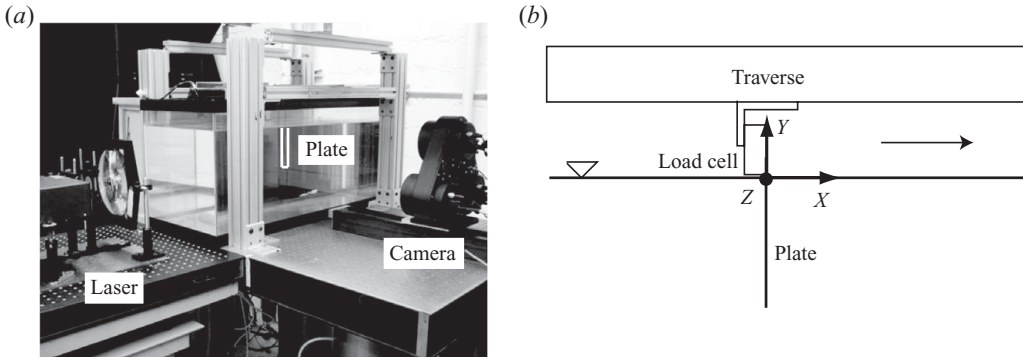 (a)
Plate
Camera
Laser
(b)
Traverse
Y
Load cell
Z
X
Plate